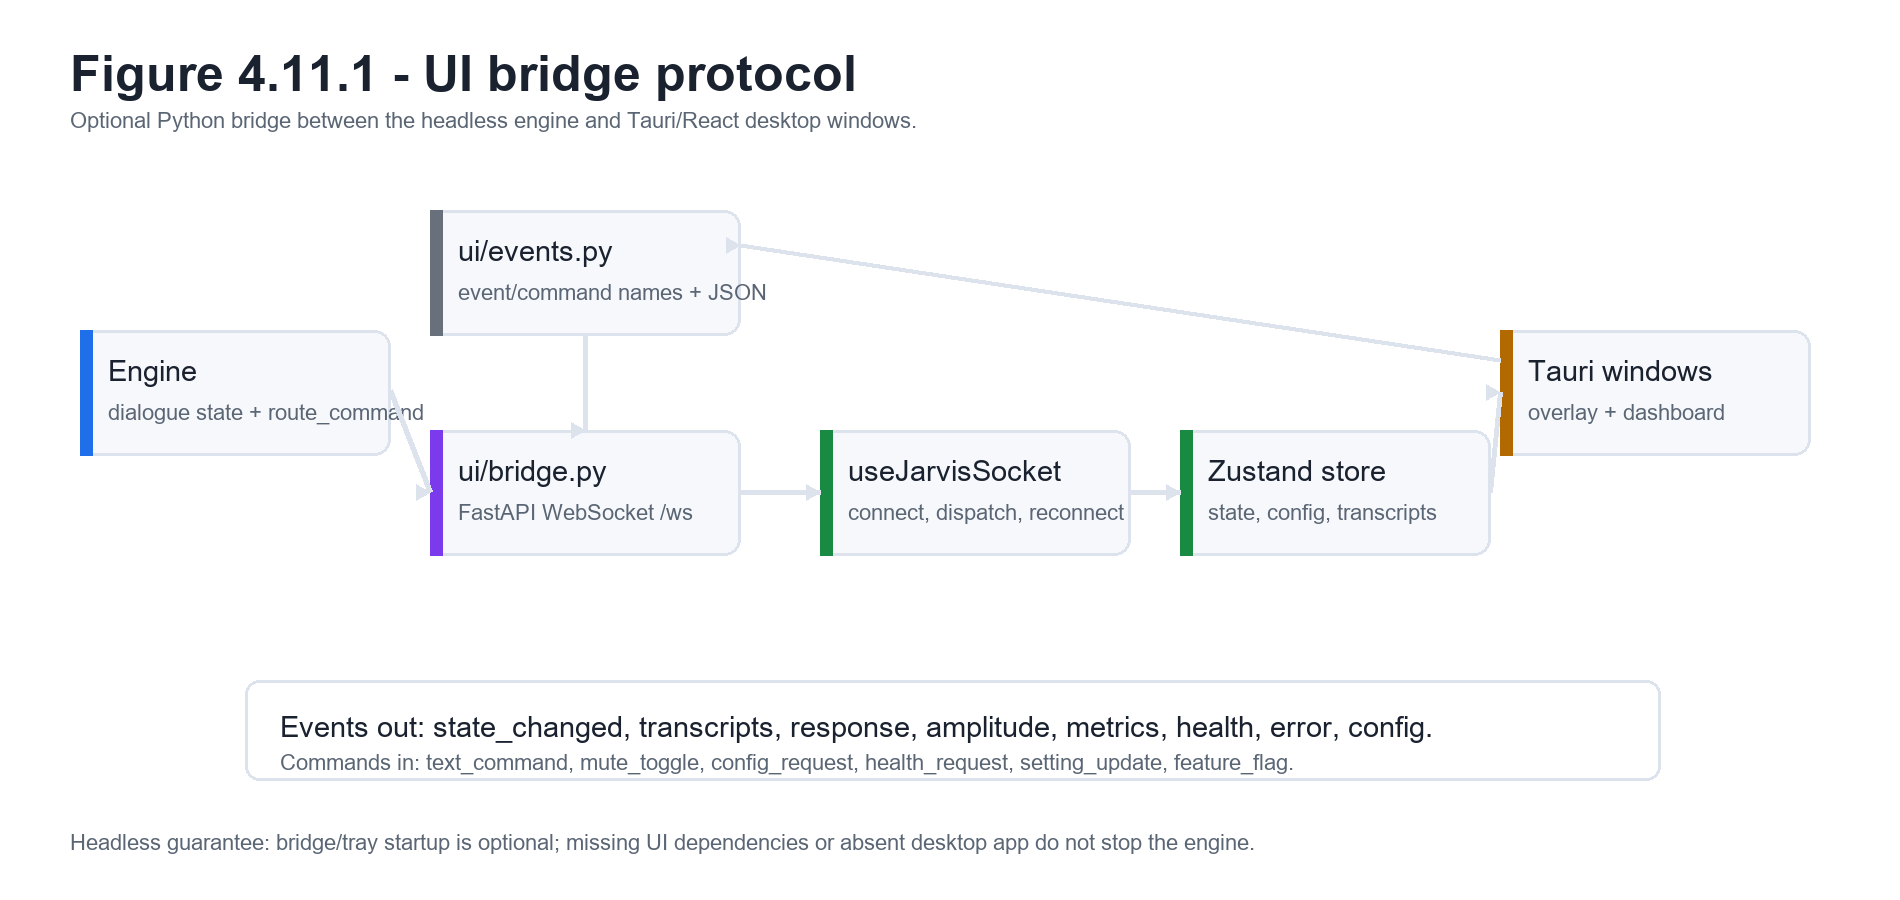 Figure 4.11.1 - UI bridge protocol
Optional Python bridge between the headless engine and Tauri/React desktop windows.
ui/events.py
event/command names + JSON
Engine
dialogue state + route_command
Tauri windows
overlay + dashboard
ui/bridge.py
FastAPI WebSocket /ws
useJarvisSocket
connect, dispatch, reconnect
Zustand store
state, config, transcripts
Events out: state_changed, transcripts, response, amplitude, metrics, health, error, config.
Commands in: text_command, mute_toggle, config_request, health_request, setting_update, feature_flag.
Headless guarantee: bridge/tray startup is optional; missing UI dependencies or absent desktop app do not stop the engine.